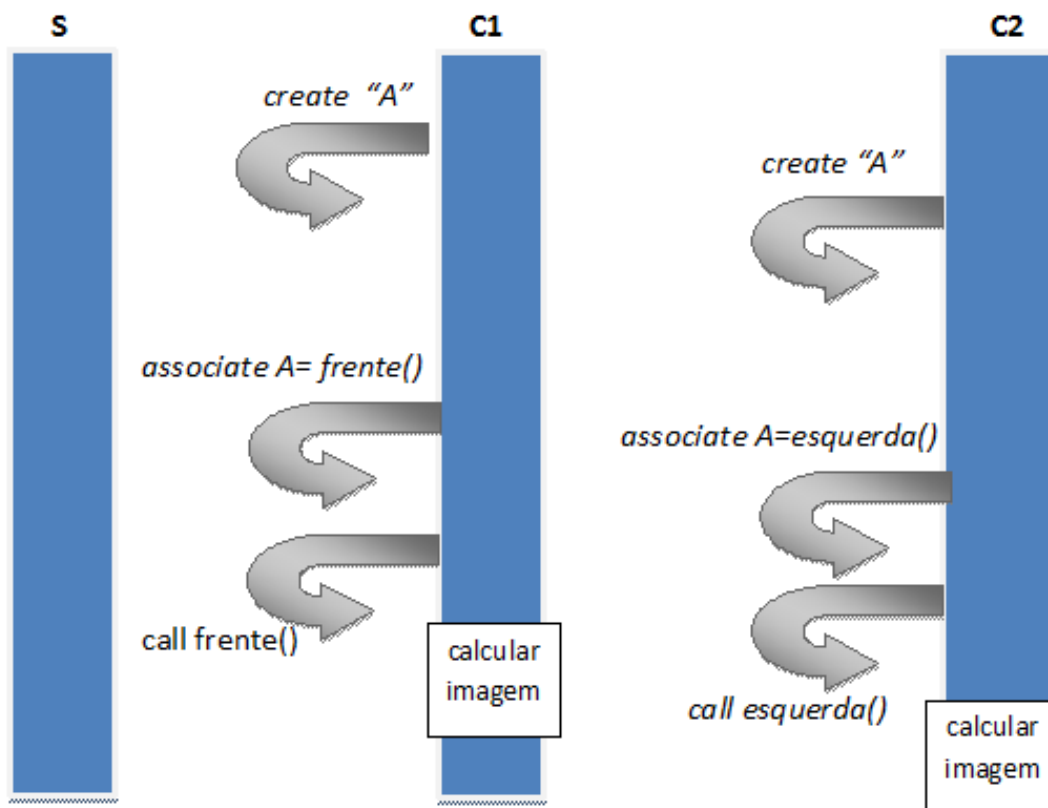 S
C1
C2
create “A”
create “A”
associate A= frente()
associate A=esquerda()
call frente()
calcular
imagem
call esquerda()
calcular
imagem